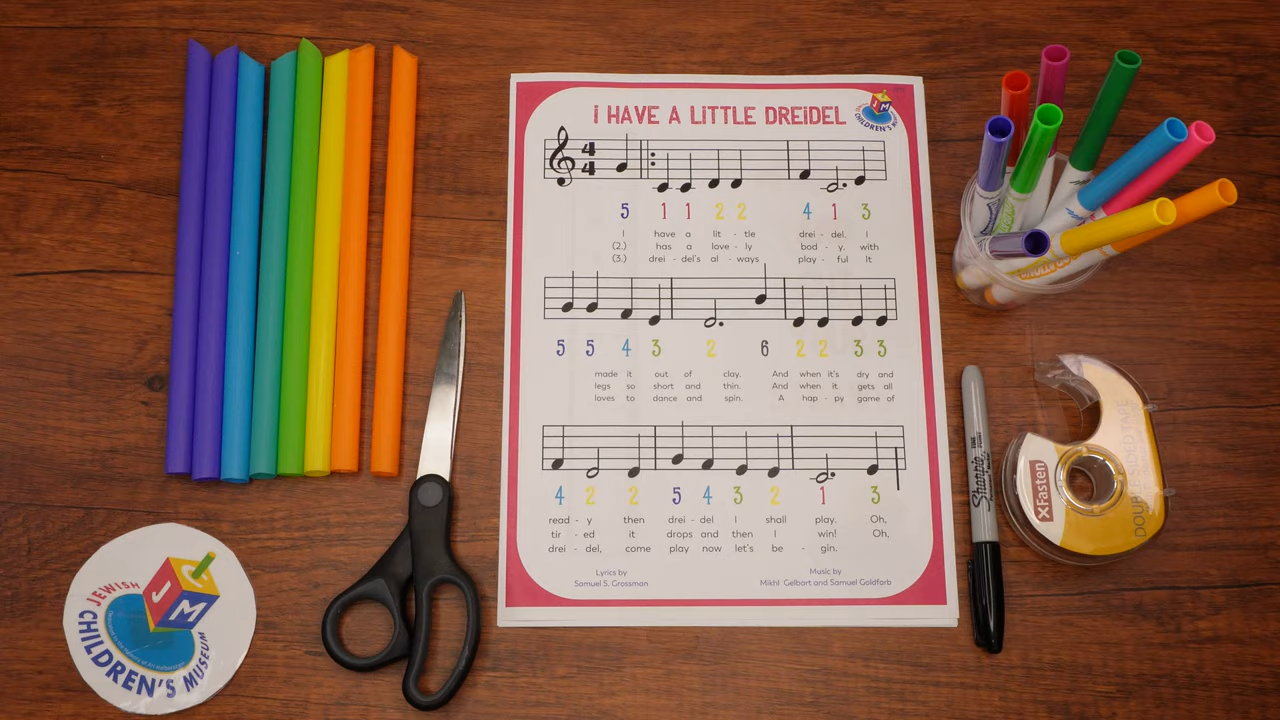 I HAVE A LITTLE DREIDEL
JM
CHILDREN'S
4
4
5 1 1 2 2 4 1 3
I have a lit - tle drei - del. I
(2.) has a love - ly bod - y, with
(3.) drei - del's al - ways play - ful It
5 5 4 3 2 6 2 2 3 3
made it out of clay. And when it's dry and
legs so short and thin. And when it gets all
loves to dance and spin. A hap - py game of
4 2 2 5 4 3 2 1 3
read - y then drei - del I shall play. Oh,
tir - ed it drops and then I win! Oh,
drei - del, come play now let's be - gin.
Lyrics by
Samuel S. Grossman
Music by
Mikhl Gelbart and Samuel Goldfarb
Sharpie
XFasten
DOUBLE SIDED TAPE
JEWISH
JM
CHILDREN'S MUSEUM